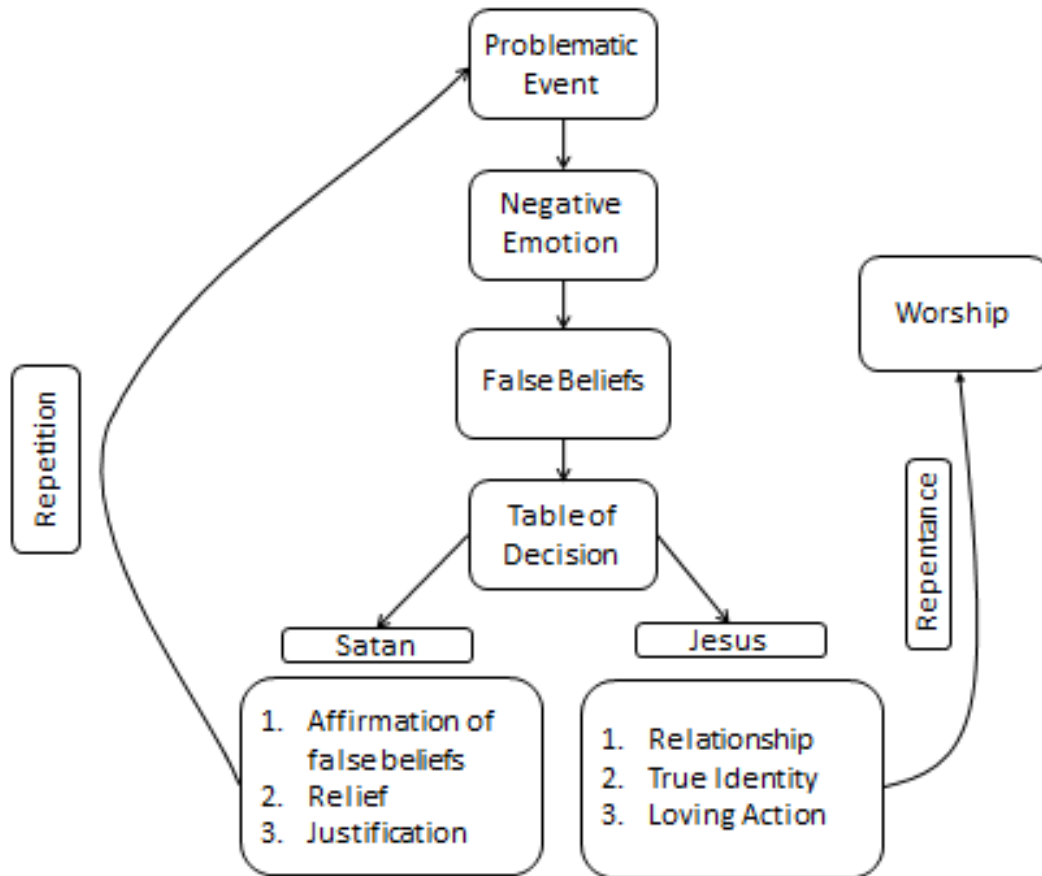 Problematic
Event
Negative
Emotion
Worship
False Beliefs
Repetition
Table of
Decision
Repentance
Satan
Jesus
1. Affirmation of
false beliefs
2. Relief
3. Justification
1. Relationship
2. True Identity
3. Loving Action